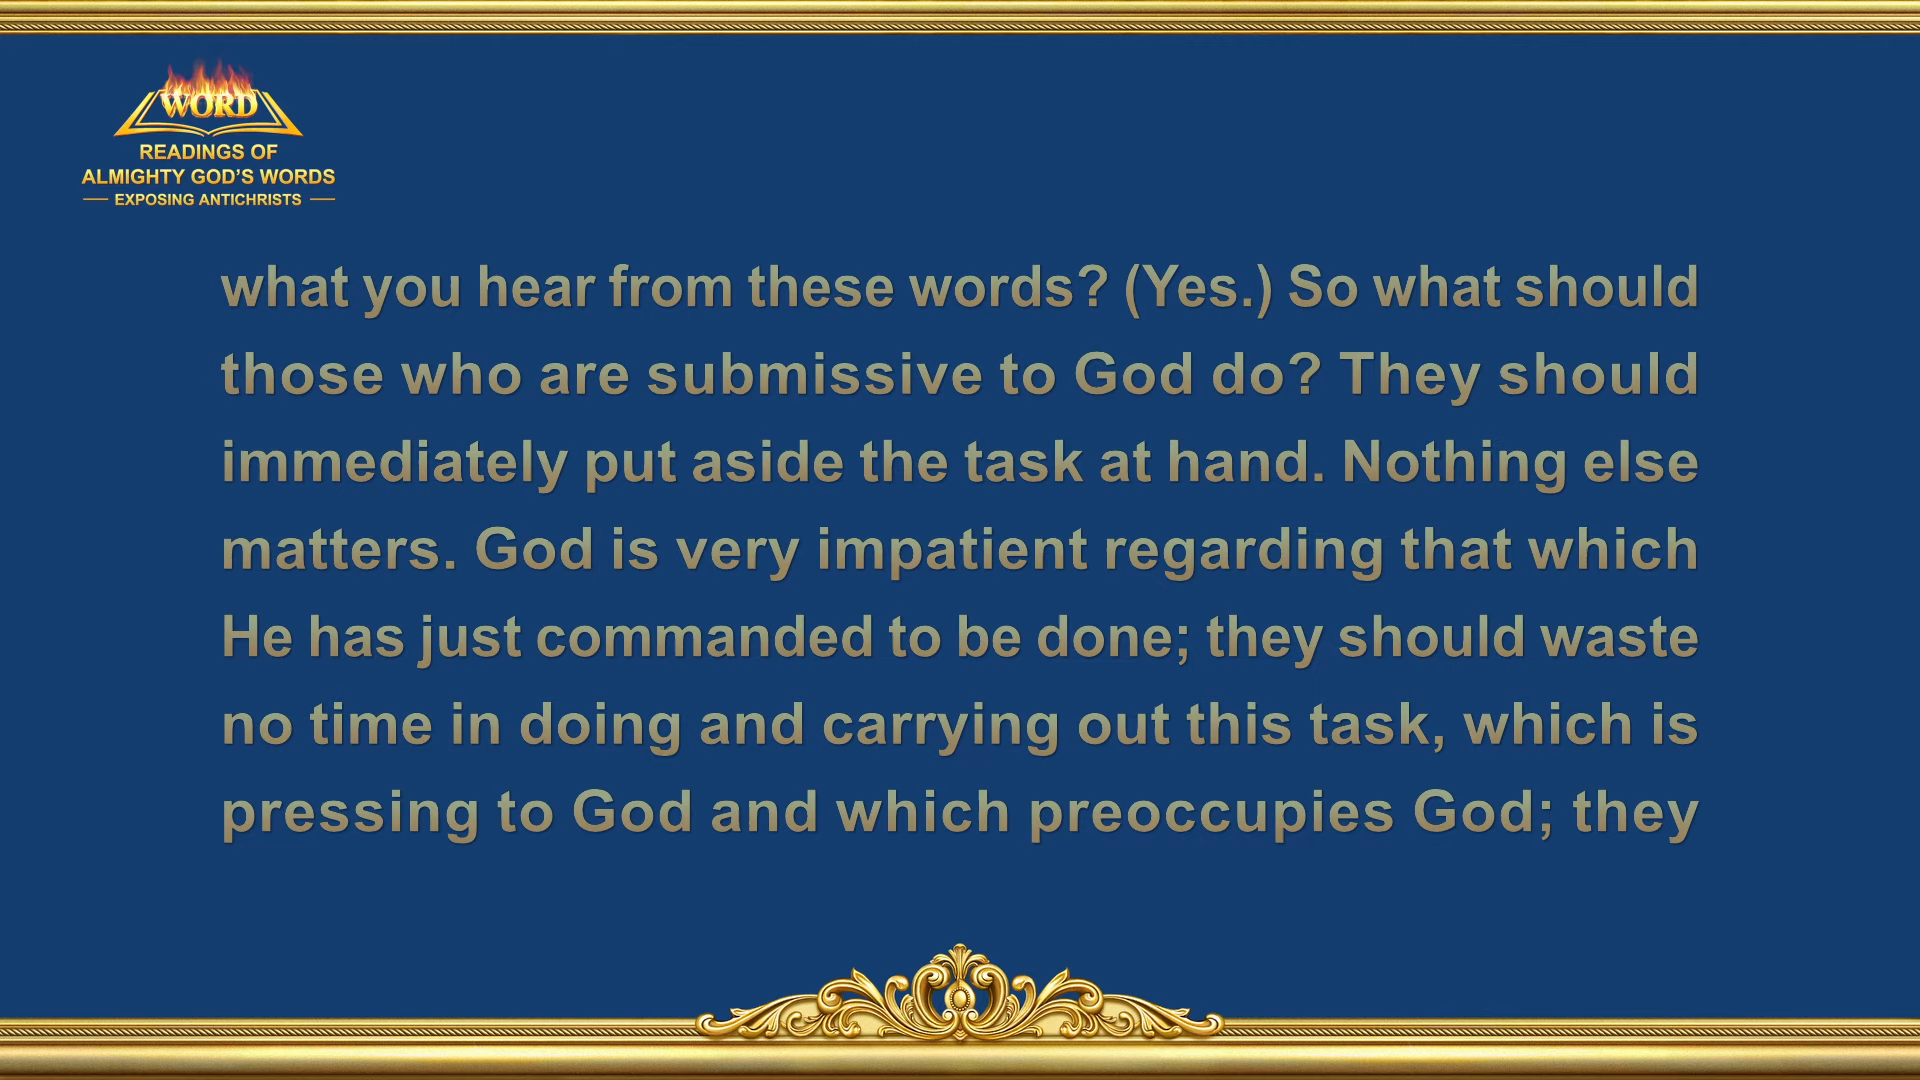 WORD
READINGS OF
ALMIGHTY GOD'S WORDS
EXPOSING ANTICHRISTS
what you hear from these words? (Yes.) So what should
those who are submissive to God do? They should
immediately put aside the task at hand. Nothing else
matters. God is very impatient regarding that which
He has just commanded to be done; they should waste
no time in doing and carrying out this task, which is
pressing to God and which preoccupies God; they